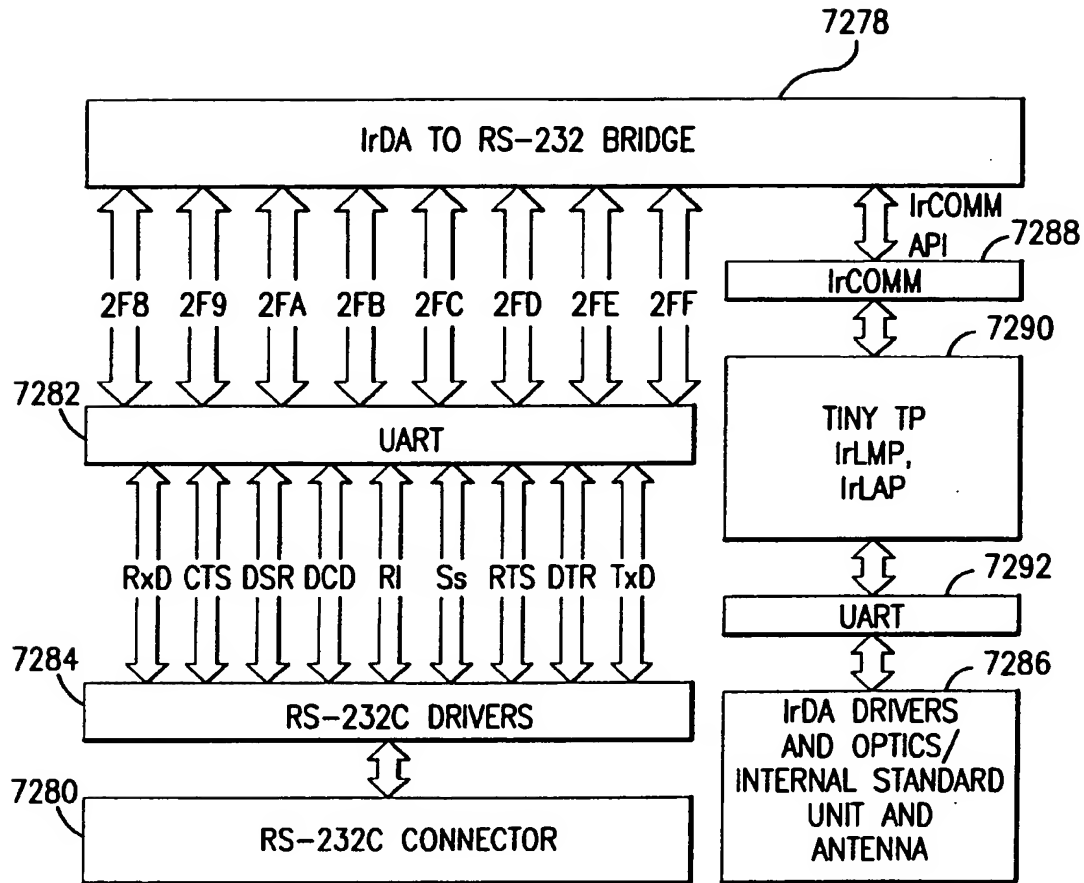 7278
IrDA TO RS-232 BRIDGE
IrCOMM
API
7288
IrCOMM
2F8 2F9 2FA 2FB 2FC 2FD 2FE 2FF
7290
7282
UART
TINY TP
IrLMP,
IrLAP
RxD CTS DSR DCD RI Ss RTS DTR TxD
7292
UART
7284
RS-232C DRIVERS
7286
IrDA DRIVERS
AND OPTICS/
INTERNAL STANDARD
UNIT AND
ANTENNA
7280
RS-232C CONNECTOR